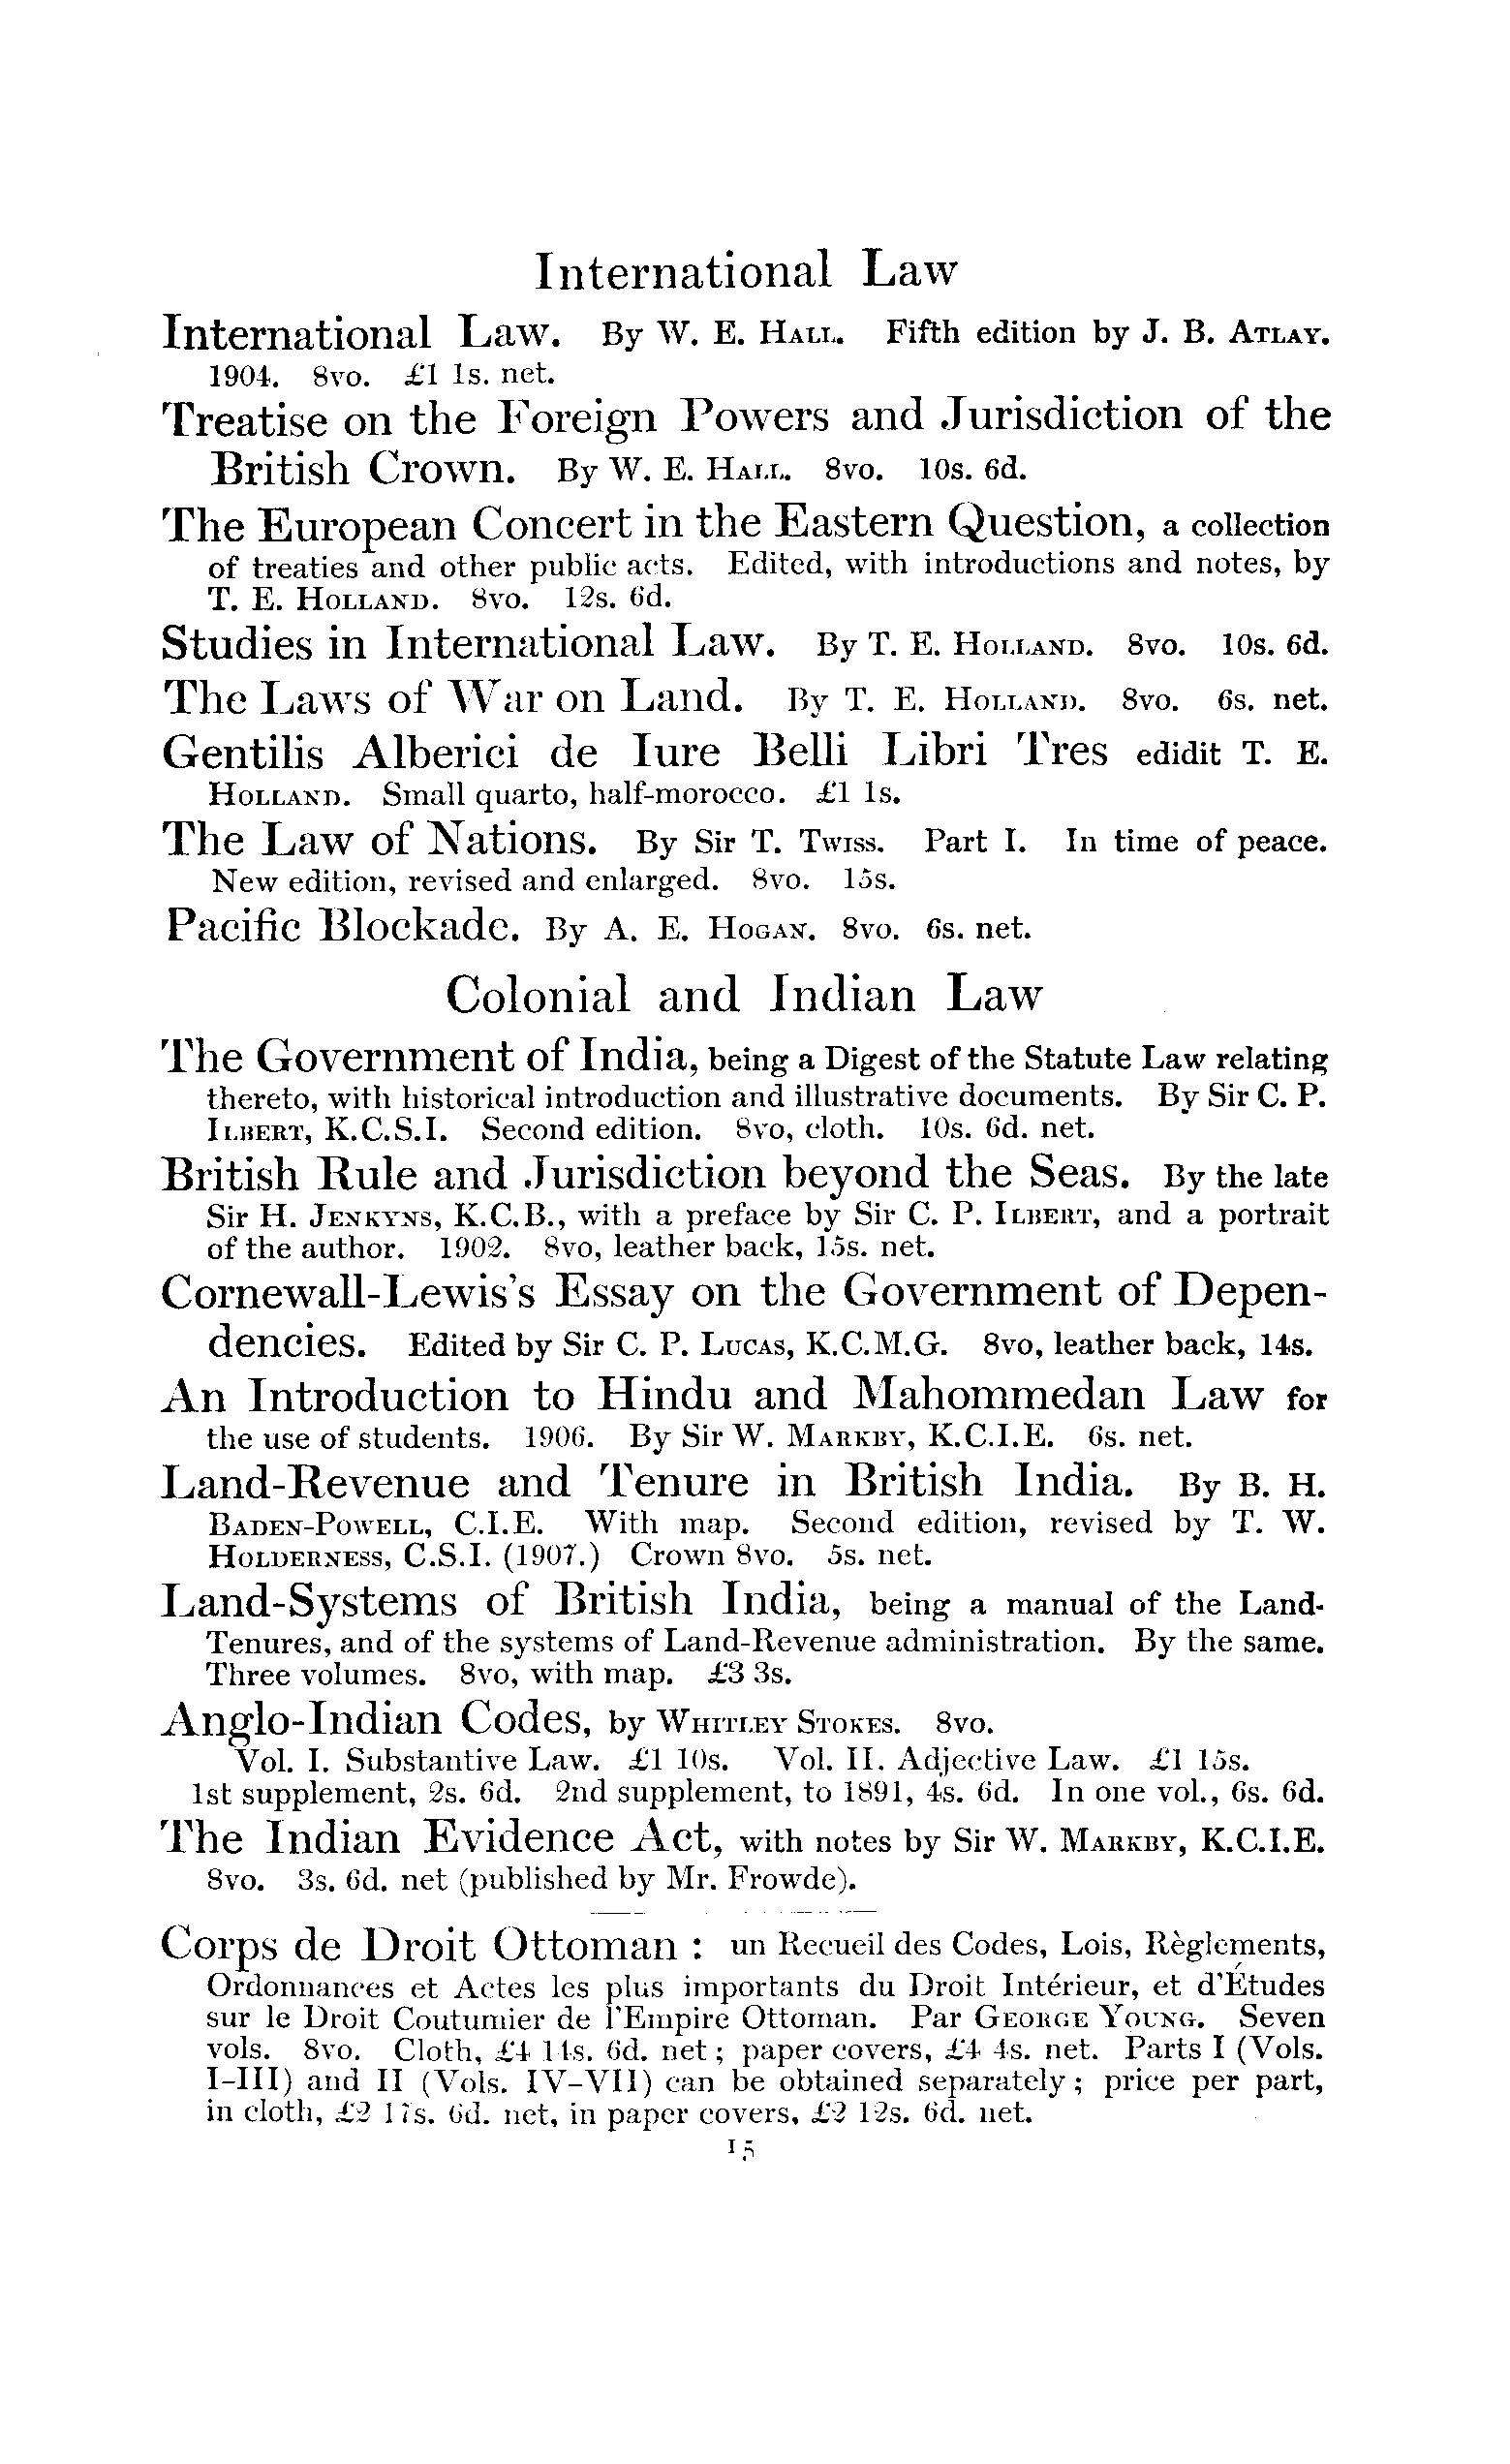 International Law
International Law. By W. E. HALL. Fifth edition by J. B. ATLAY.
1904. 8vo. £1 1s. net.
Treatise on the Foreign Powers and Jurisdiction of the
British Crown. By W. E. HALL. 8vo. 10s. 6d.
The European Concert in the Eastern Question, a collection
of treaties and other public acts. Edited, with introductions and notes, by
T. E. HOLLAND. 8vo. 12s. 6d.
Studies in International Law. By T. E. HOLLAND. 8vo. 10s. 6d.
The Laws of War on Land. By T. E. HOLLAND. 8vo. 6s. net.
Gentilis Alberici de Iure Belli Libri Tres edidit T. E.
HOLLAND. Small quarto, half-morocco. £1 1s.
The Law of Nations. By Sir T. TWISS. Part I. In time of peace.
New edition, revised and enlarged. 8vo. 15s.
Pacific Blockade. By A. E. HOGAN. 8vo. 6s. net.
Colonial and Indian Law
The Government of India, being a Digest of the Statute Law relating
thereto, with historical introduction and illustrative documents. By Sir C. P.
ILBERT, K.C.S.I. Second edition. 8vo, cloth. 10s. 6d. net.
British Rule and Jurisdiction beyond the Seas. By the late
Sir H. JENKYNS, K.C.B., with a preface by Sir C. P. ILBERT, and a portrait
of the author. 1902. 8vo, leather back, 15s. net.
Cornewall-Lewis's Essay on the Government of Depen-
dencies. Edited by Sir C. P. LUCAS, K.C.M.G. 8vo, leather back, 14s.
An Introduction to Hindu and Mahommedan Law for
the use of students. 1906. By Sir W. MARKBY, K.C.I.E. 6s. net.
Land-Revenue and Tenure in British India. By B. H.
BADEN-POWELL, C.I.E. With map. Second edition, revised by T. W.
HOLDERNESS, C.S.I. (1907.) Crown 8vo. 5s. net.
Land-Systems of British India, being a manual of the Land-
Tenures, and of the systems of Land-Revenue administration. By the same.
Three volumes. 8vo, with map. £3 3s.
Anglo-Indian Codes, by WHITLEY STOKES. 8vo.
Vol. I. Substantive Law. £1 10s. Vol. II. Adjective Law. £1 15s.
1st supplement, 2s. 6d. 2nd supplement, to 1891, 4s. 6d. In one vol., 6s. 6d.
The Indian Evidence Act, with notes by Sir W. MARKBY, K.C.I.E.
8vo. 3s. 6d. net (published by Mr. Frowde).
Corps de Droit Ottoman : un Recueil des Codes, Lois, Règlements,
Ordonnances et Actes les plus importants du Droit Intérieur, et d'Études
sur le Droit Coutumier de l'Empire Ottoman. Par GEORGE YOUNG. Seven
vols. 8vo. Cloth, £4 14s. 6d. net ; paper covers, £4 4s. net. Parts I (Vols.
I–III) and II (Vols. IV–VII) can be obtained separately ; price per part,
in cloth, £2 17s. 6d. net, in paper covers, £2 12s. 6d. net.
15